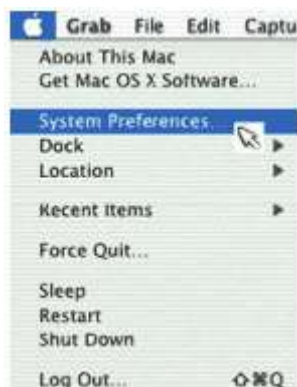 Grab File Edit Captu
About This Mac
Get Mac OS X Software...
System Preferences...
Dock
Location
Recent Items
Force Quit...
Sleep
Restart
Shut Down
Log Out... ⇧⌘Q